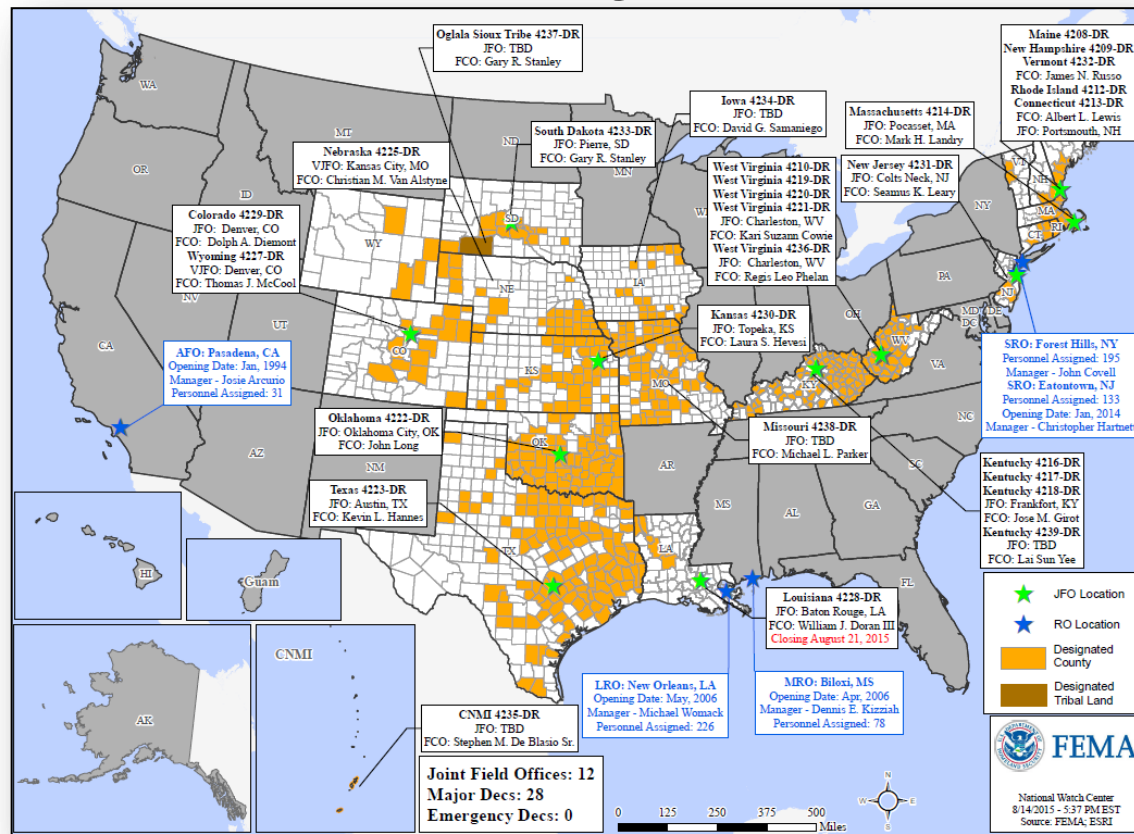 Oglala Sioux Tribe 4237-DR
JFO: TBD
FCO: Gary R. Stanley
Maine 4208-DR
New Hampshire 4209-DR
Vermont 4232-DR
FCO: James N. Russo
Rhode Island 4212-DR
Connecticut 4213-DR
FCO: Albert L. Lewis
JFO: Portsmouth, NH
Iowa 4234-DR
JFO: TBD
FCO: David G. Samaniego
Massachusetts 4214-DR
JFO: Pocasset, MA
FCO: Mark H. Landry
South Dakota 4233-DR
JFO: Pierre, SD
FCO: Gary R. Stanley
Nebraska 4225-DR
VJFO: Kansas City, MO
FCO: Christian M. Van Alstyne
West Virginia 4210-DR
West Virginia 4219-DR
West Virginia 4220-DR
West Virginia 4221-DR
JFO: Charleston, WV
FCO: Kari Suzann Cowie
West Virginia 4236-DR
JFO: Charleston, WV
FCO: Regis Leo Phelan
New Jersey 4231-DR
JFO: Colts Neck, NJ
FCO: Seamus K. Leary
Colorado 4229-DR
JFO: Denver, CO
FCO: Dolph A. Diemont
Wyoming 4227-DR
VJFO: Denver, CO
FCO: Thomas J. McCool
Kansas 4230-DR
JFO: Topeka, KS
FCO: Laura S. Hevesi
AFO: Pasadena, CA
Opening Date: Jan, 1994
Manager - Josie Arcurio
Personnel Assigned: 31
SRO: Forest Hills, NY
Personnel Assigned: 195
Manager - John Covell
SRO: Eatontown, NJ
Personnel Assigned: 133
Opening Date: Jan, 2014
Manager - Christopher Hartnett
Oklahoma 4222-DR
JFO: Oklahoma City, OK
FCO: John Long
Missouri 4238-DR
JFO: TBD
FCO: Michael L. Parker
Texas 4223-DR
JFO: Austin, TX
FCO: Kevin L. Hannes
Kentucky 4216-DR
Kentucky 4217-DR
Kentucky 4218-DR
JFO: Frankfort, KY
FCO: Jose M. Girot
Kentucky 4239-DR
JFO: TBD
FCO: Lai Sun Yee
Louisiana 4228-DR
JFO: Baton Rouge, LA
FCO: William J. Doran III
Closing August 21, 2015
LRO: New Orleans, LA
Opening Date: May, 2006
Manager - Michael Womack
Personnel Assigned: 226
MRO: Biloxi, MS
Opening Date: Apr, 2006
Manager - Dennis E. Kizziah
Personnel Assigned: 78
CNMI 4235-DR
JFO: TBD
FCO: Stephen M. De Blasio Sr.
Joint Field Offices: 12
Major Decs: 28
Emergency Decs: 0
WA
OR
CA
NV
ID
MT
WY
UT
AZ
CO
NM
ND
SD
NE
KS
OK
TX
MN
IA
MO
AR
LA
WI
MS
AL
GA
FL
SC
NC
VA
WV
KY
OH
PA
NY
VT
NH
MA
RI
CT
NJ
DE
MD
DC
HI
Guam
AK
CNMI
JFO Location
RO Location
Designated
County
Designated
Tribal Land
FEMA
National Watch Center
8/14/2015 - 5:37 PM EST
Source: FEMA; ESRI
N
W
E
S
0 125 250 375 500
Miles